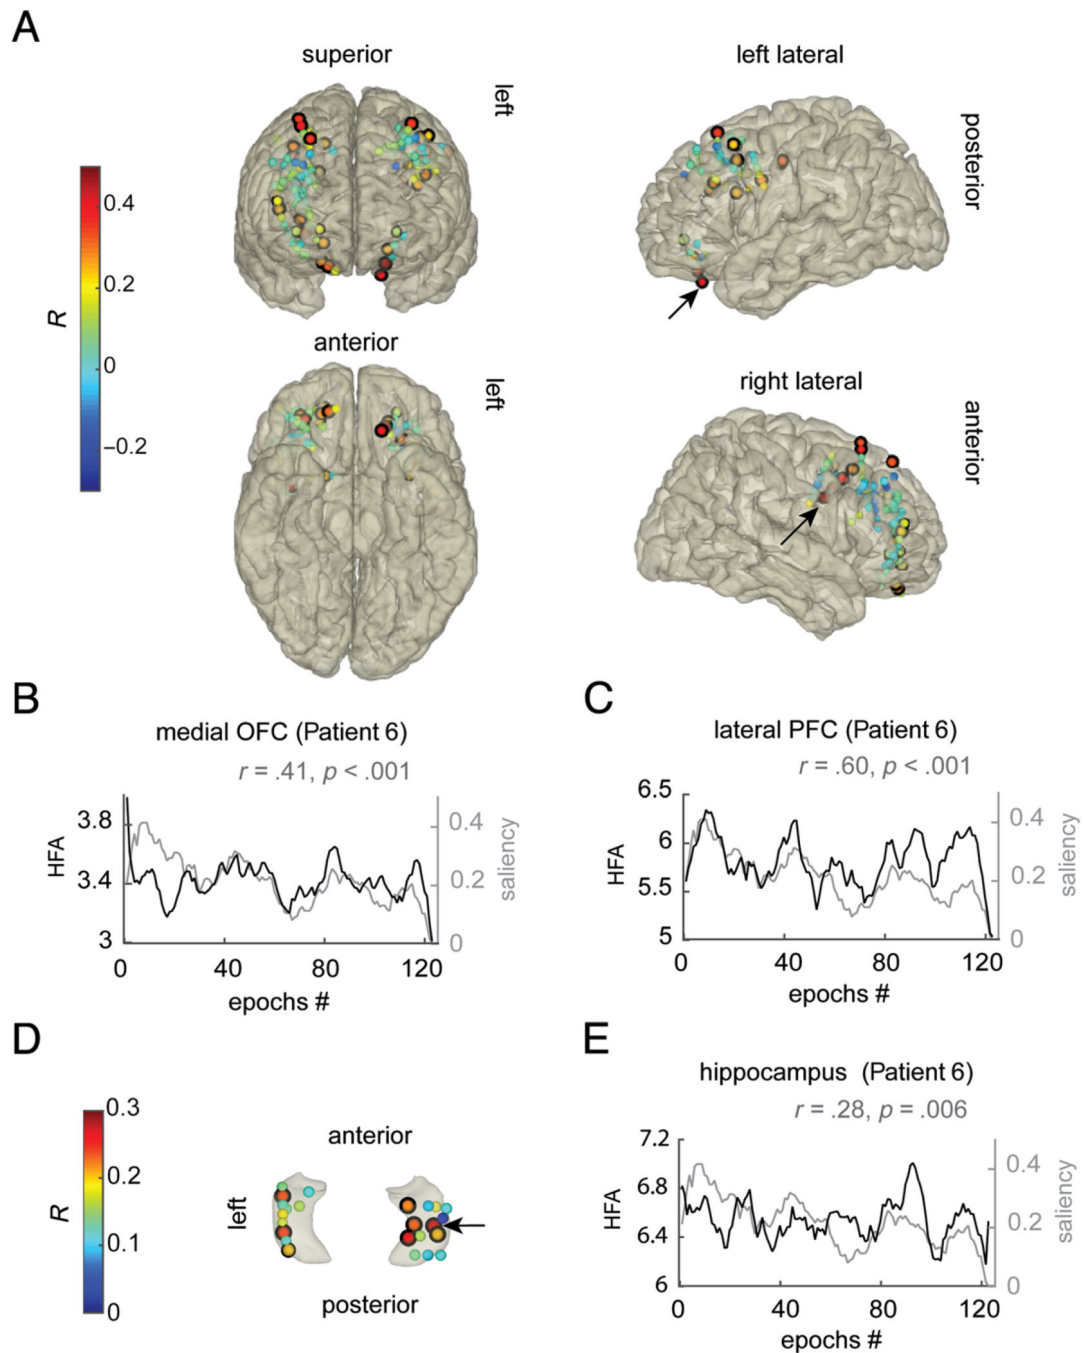 A
superior
left lateral
left
posterior
R
0.4
0.2
0
–0.2
anterior
left
right lateral
anterior
B
medial OFC (Patient 6)
r = .41, p < .001
HFA
3.8
3.4
3
0.4
0.2
0
saliency
0 40 80 120
epochs #
C
lateral PFC (Patient 6)
r = .60, p < .001
HFA
6.5
6
5.5
5
0.4
0.2
0
saliency
0 40 80 120
epochs #
D
R
0.3
0.2
0.1
0
anterior
left
posterior
E
hippocampus (Patient 6)
r = .28, p = .006
HFA
7.2
6.8
6.4
6
0.4
0.2
0
saliency
0 40 80 120
epochs #